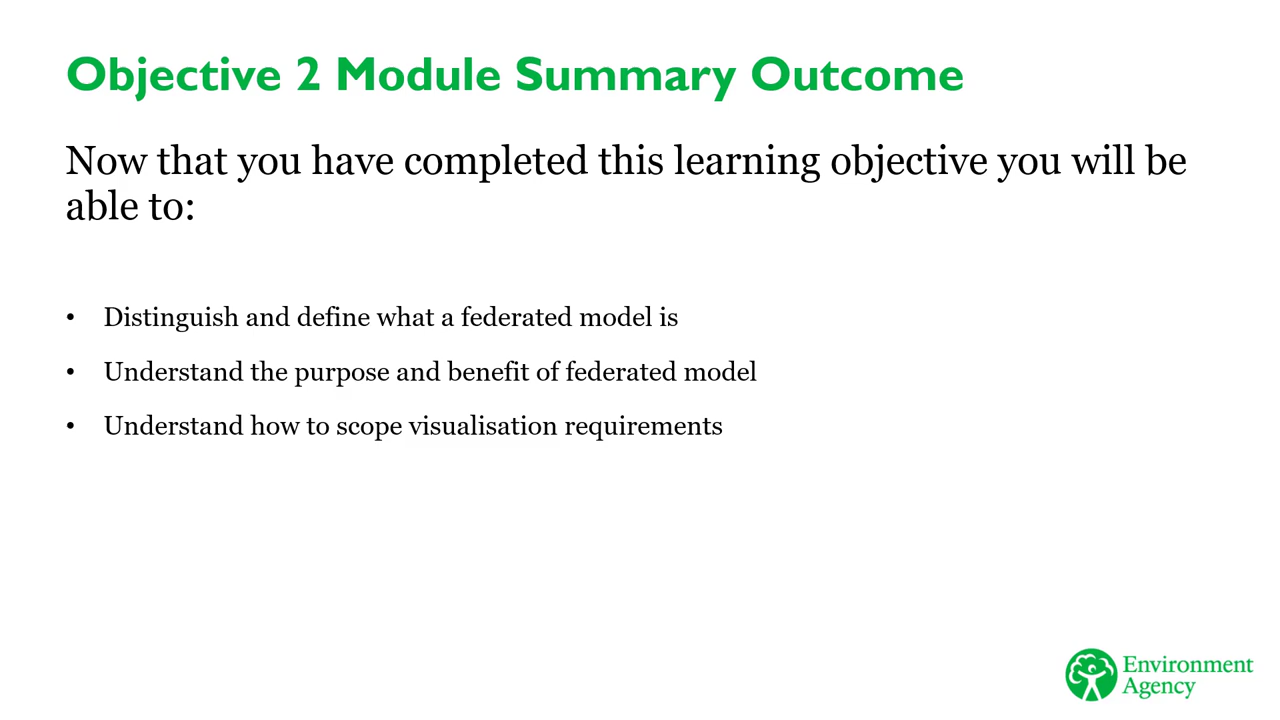 Objective 2 Module Summary Outcome
Now that you have completed this learning objective you will be
able to:
• Distinguish and define what a federated model is
• Understand the purpose and benefit of federated model
• Understand how to scope visualisation requirements
Environment
Agency